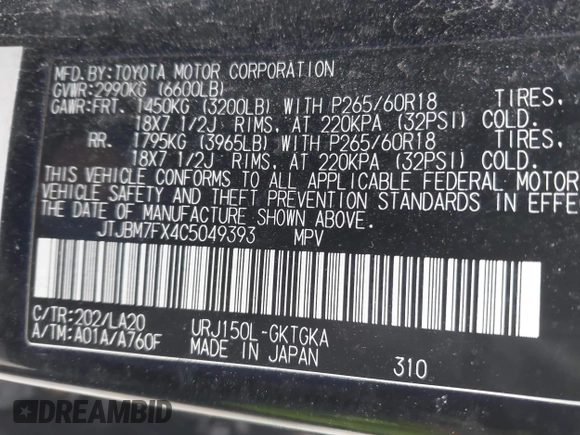 MFD. BY: TOYOTA MOTOR CORPORATION
GVWR: 2990KG (6600LB)
GAWR: FRT. 1450KG (3200LB) WITH P265/60R18 TIRES,
18X7 1/2J RIMS, AT 220KPA (32PSI) COLD.
RR. 1795KG (3965LB) WITH P265/60R18 TIRES,
18X7 1/2J RIMS, AT 220KPA (32PSI) COLD.
THIS VEHICLE CONFORMS TO ALL APPLICABLE FEDERAL MOTOR
VEHICLE SAFETY AND THEFT PREVENTION STANDARDS IN EFFE
THE DATE OF MANUFACTURE SHOWN ABOVE.
JTJBM7FX4C5049393 MPV
C/TR: 202/LA20 URJ150L-GKTGKA
A/TM: A01A/A760F MADE IN JAPAN 310
DREAMBID